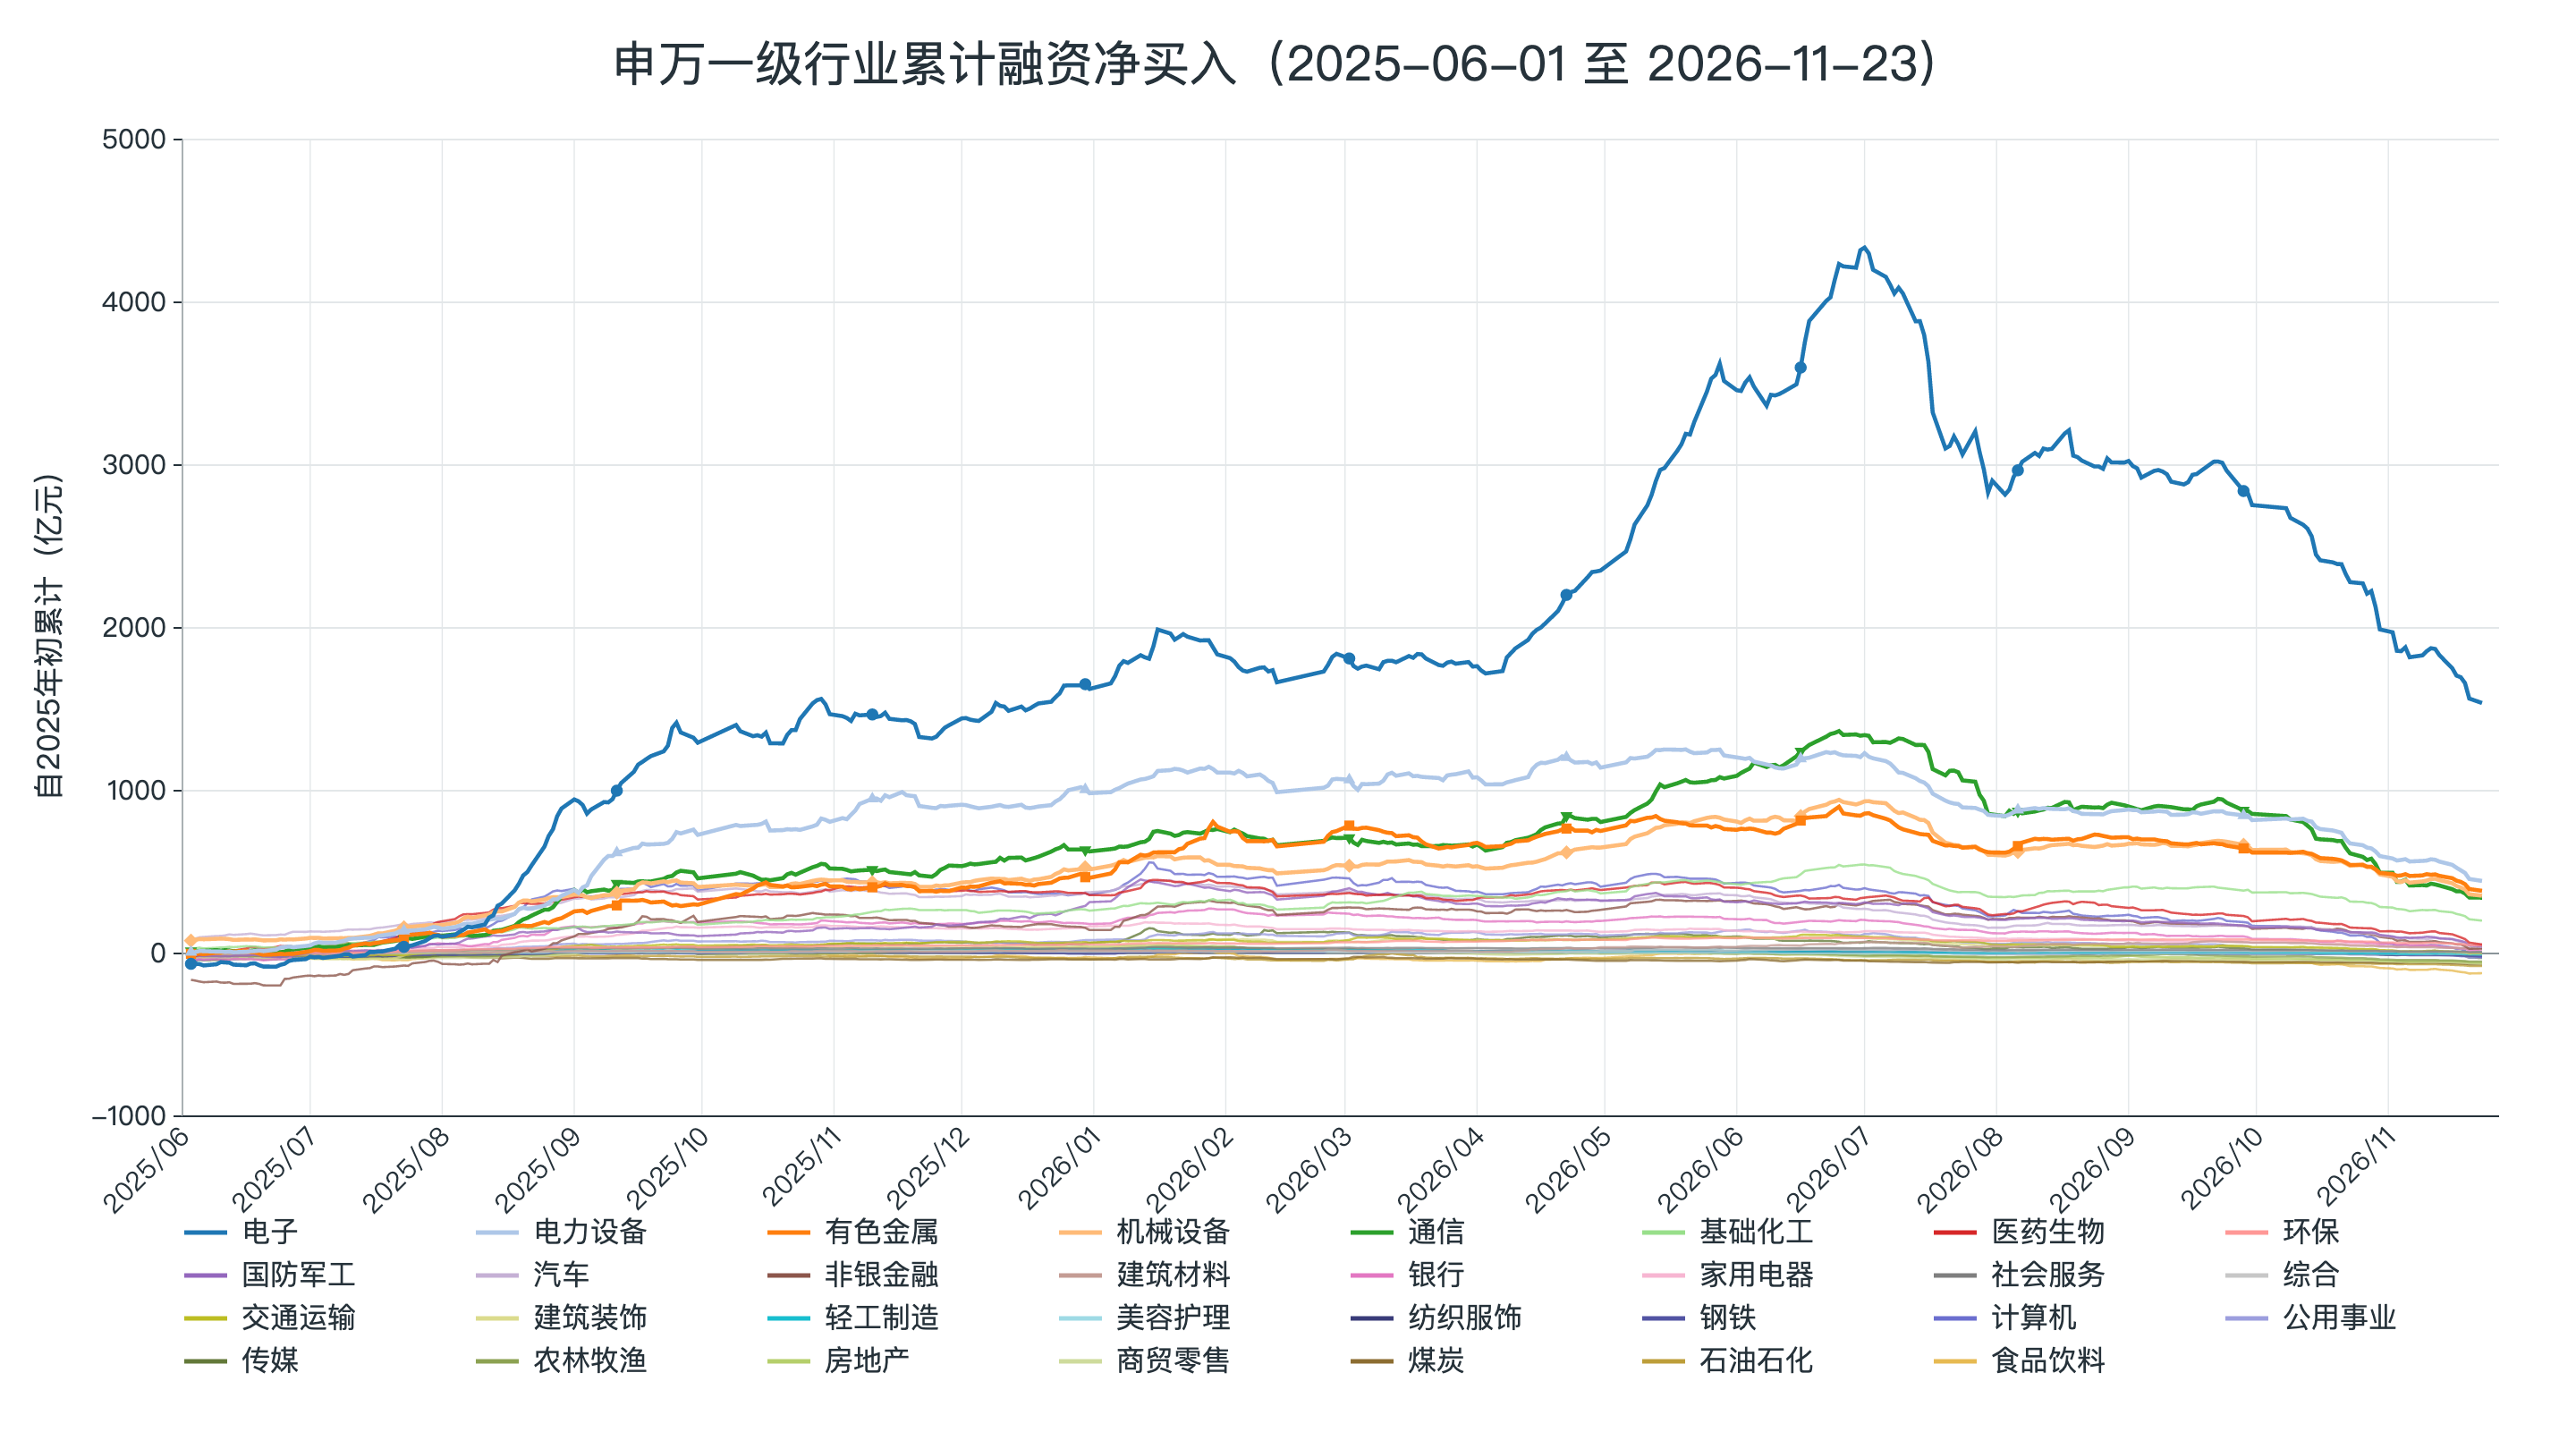 申万一级行业累计融资净买入（2025–06–01 至 2026–11–23）
自2025年初累计（亿元）
5000
4000
3000
2000
1000
0
–1000
2025/06 2025/07 2025/08 2025/09 2025/10 2025/11 2025/12 2026/01 2026/02 2026/03 2026/04 2026/05 2026/06 2026/07 2026/08 2026/09 2026/10 2026/11
电子 电力设备 有色金属 机械设备 通信 基础化工 医药生物 环保
国防军工 汽车 非银金融 建筑材料 银行 家用电器 社会服务 综合
交通运输 建筑装饰 轻工制造 美容护理 纺织服饰 钢铁 计算机 公用事业
传媒 农林牧渔 房地产 商贸零售 煤炭 石油石化 食品饮料